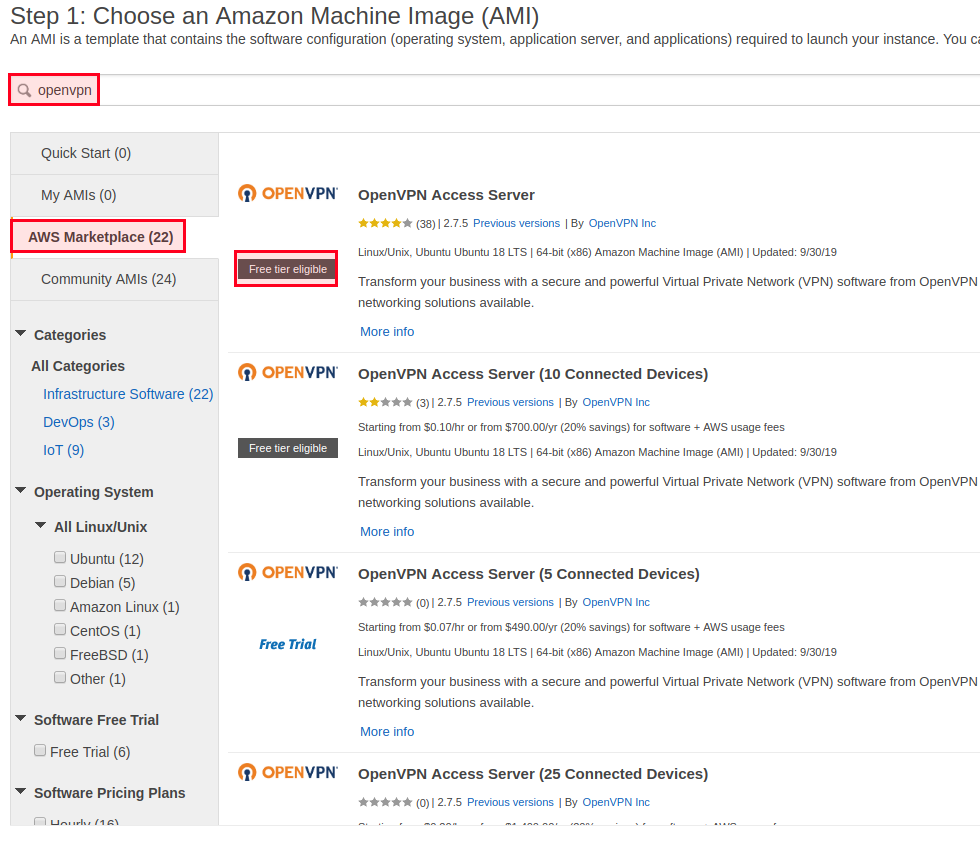 Step 1: Choose an Amazon Machine Image (AMI)
An AMI is a template that contains the software configuration (operating system, application server, and applications) required to launch your instance. You
openvpn
Quick Start (0)
My AMIs (0)
AWS Marketplace (22)
Community AMIs (24)
Categories
All Categories
Infrastructure Software (22)
DevOps (3)
IoT (9)
Operating System
All Linux/Unix
Ubuntu (12)
Debian (5)
Amazon Linux (1)
CentOS (1)
FreeBSD (1)
Other (1)
Software Free Trial
Free Trial (6)
Software Pricing Plans
Hourly (16)
OPENVPN
OpenVPN Access Server
(38) | 2.7.5 Previous versions | By OpenVPN Inc
Free tier eligible
Linux/Unix, Ubuntu Ubuntu 18 LTS | 64-bit (x86) Amazon Machine Image (AMI) | Updated: 9/30/19
Transform your business with a secure and powerful Virtual Private Network (VPN) software from OpenVPN
networking solutions available.
More info
OPENVPN
OpenVPN Access Server (10 Connected Devices)
(3) | 2.7.5 Previous versions | By OpenVPN Inc
Starting from $0.10/hr or from $700.00/yr (20% savings) for software + AWS usage fees
Free tier eligible
Linux/Unix, Ubuntu Ubuntu 18 LTS | 64-bit (x86) Amazon Machine Image (AMI) | Updated: 9/30/19
Transform your business with a secure and powerful Virtual Private Network (VPN) software from OpenVPN
networking solutions available.
More info
OPENVPN
OpenVPN Access Server (5 Connected Devices)
(0) | 2.7.5 Previous versions | By OpenVPN Inc
Starting from $0.07/hr or from $490.00/yr (20% savings) for software + AWS usage fees
Free Trial
Linux/Unix, Ubuntu Ubuntu 18 LTS | 64-bit (x86) Amazon Machine Image (AMI) | Updated: 9/30/19
Transform your business with a secure and powerful Virtual Private Network (VPN) software from OpenVPN
networking solutions available.
More info
OPENVPN
OpenVPN Access Server (25 Connected Devices)
(0) | 2.7.5 Previous versions | By OpenVPN Inc